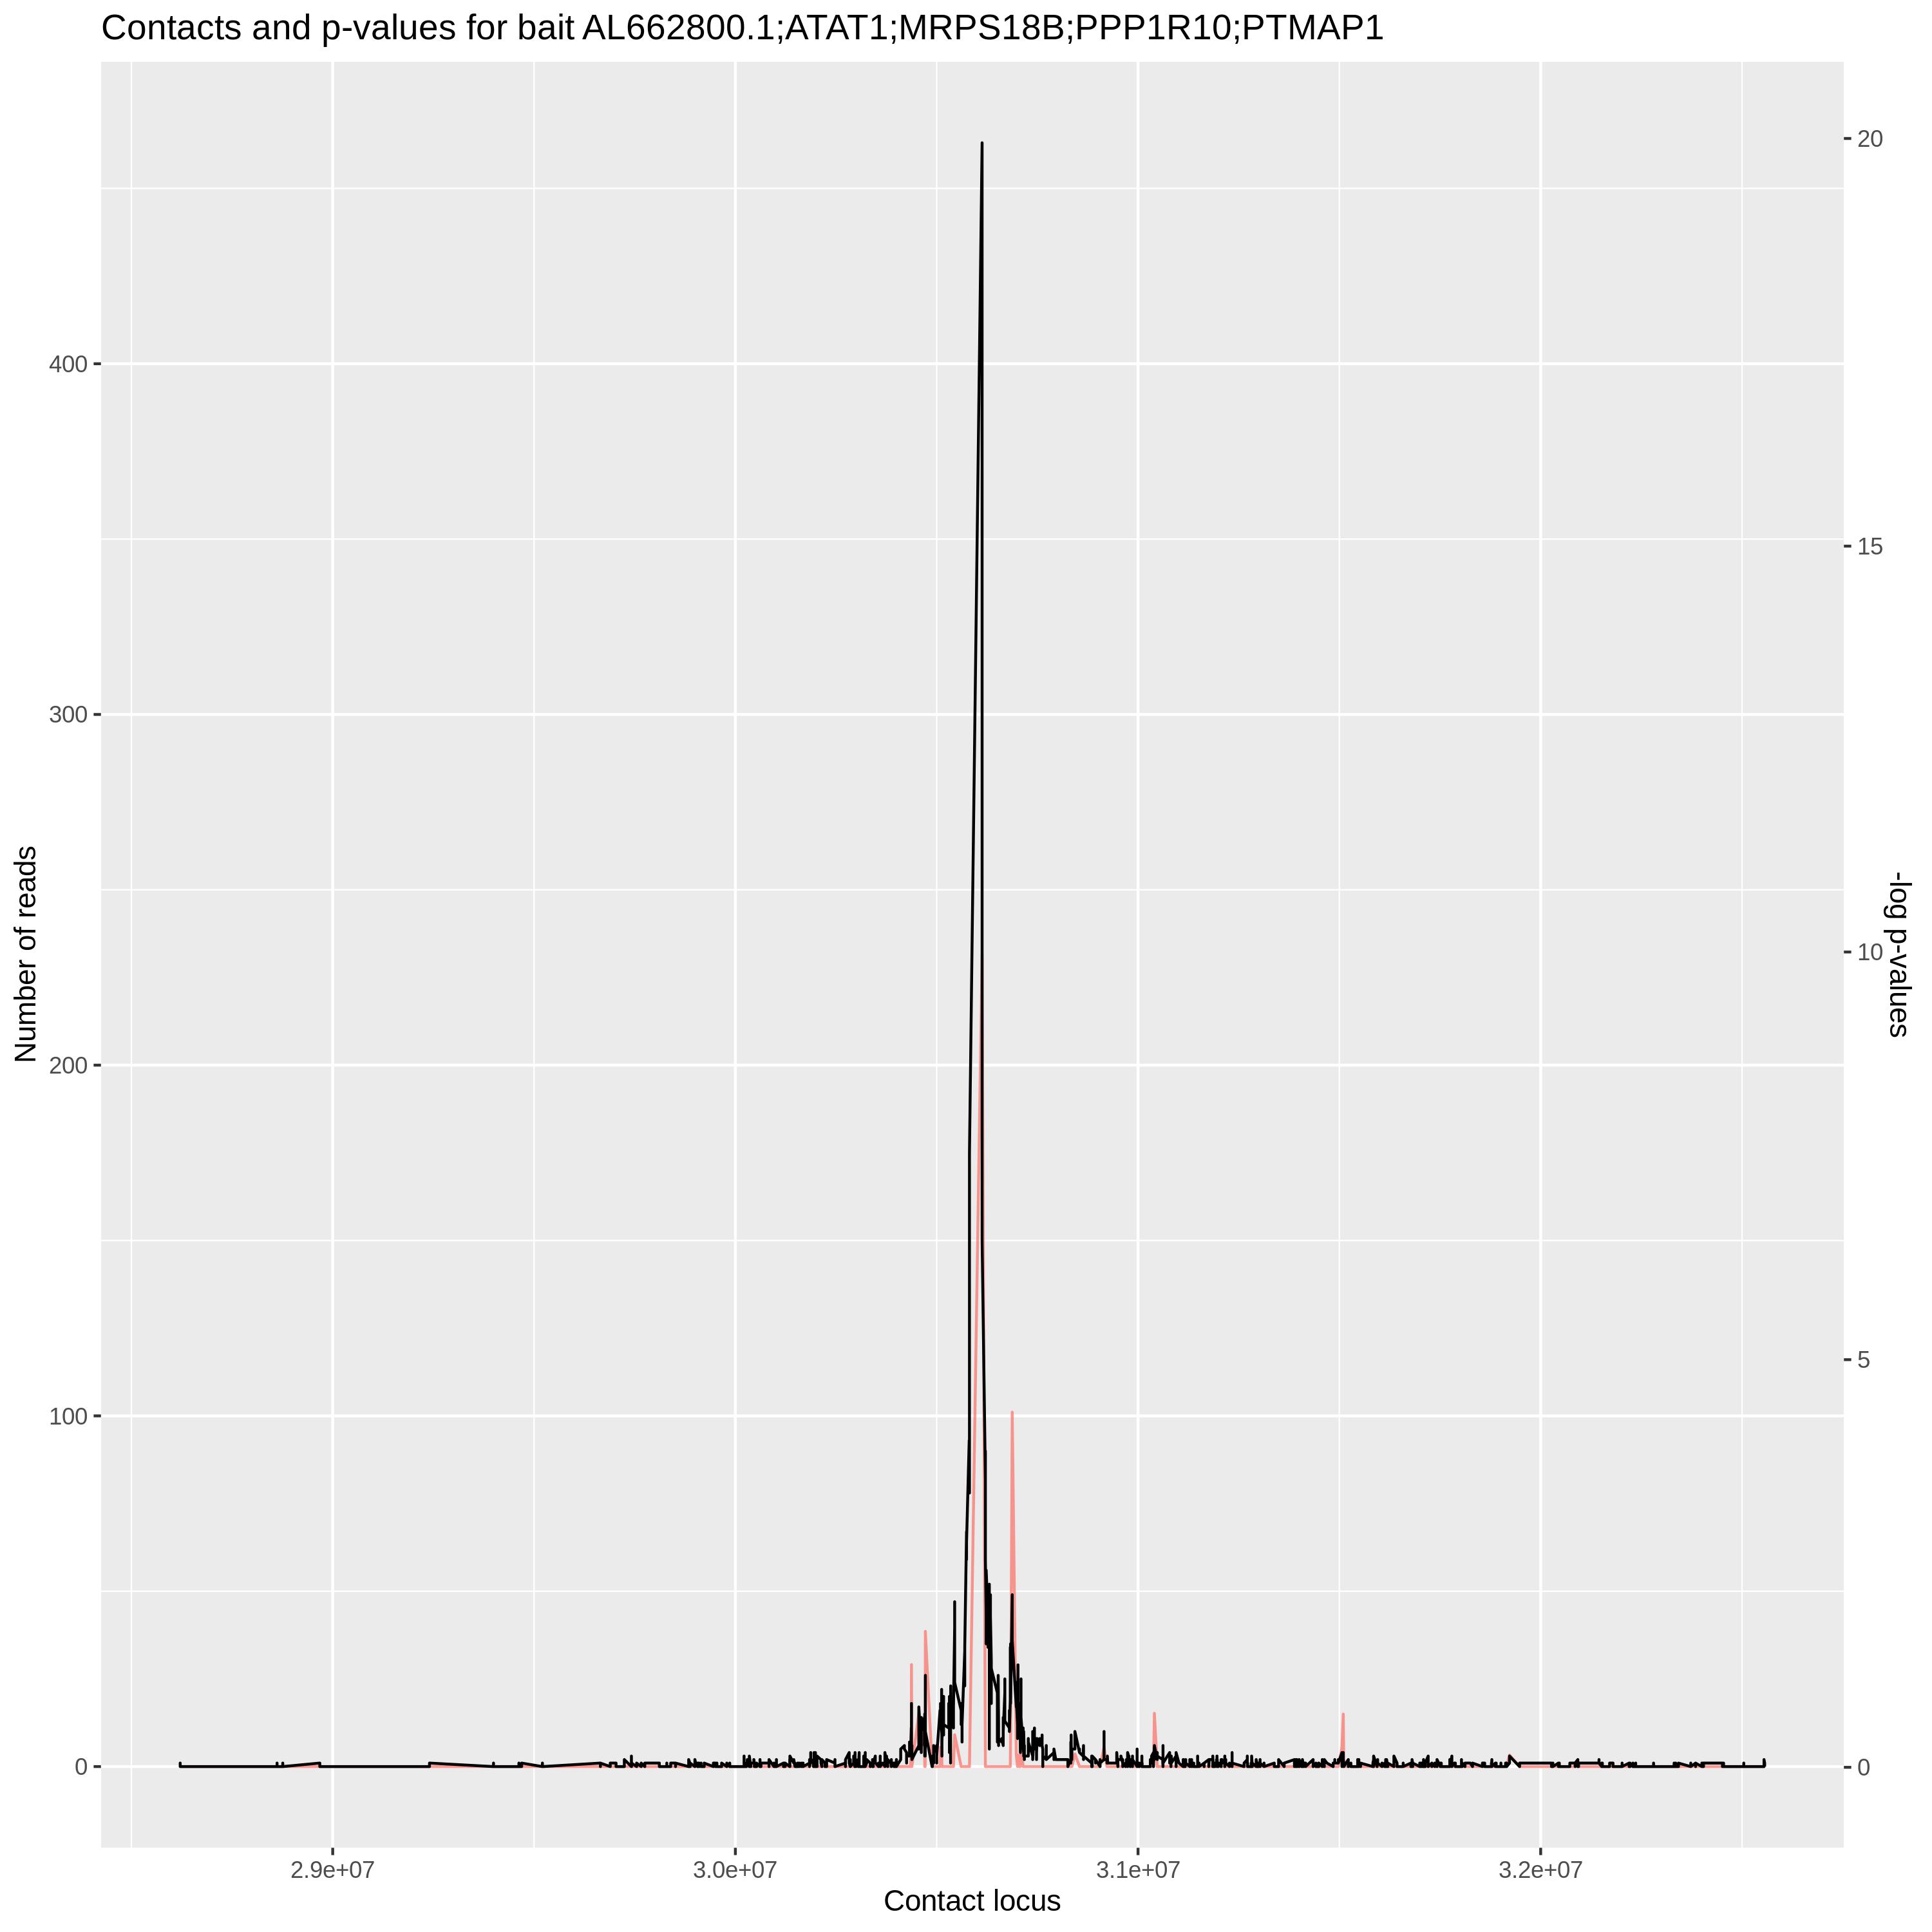 Contacts and p-values for bait AL662800.1;ATAT1;MRPS18B;PPP1R10;PTMAP1
Number of reads
400
300
200
100
0
20
15
10
5
0
-log p-values
2.9e+07
3.0e+07
3.1e+07
3.2e+07
Contact locus